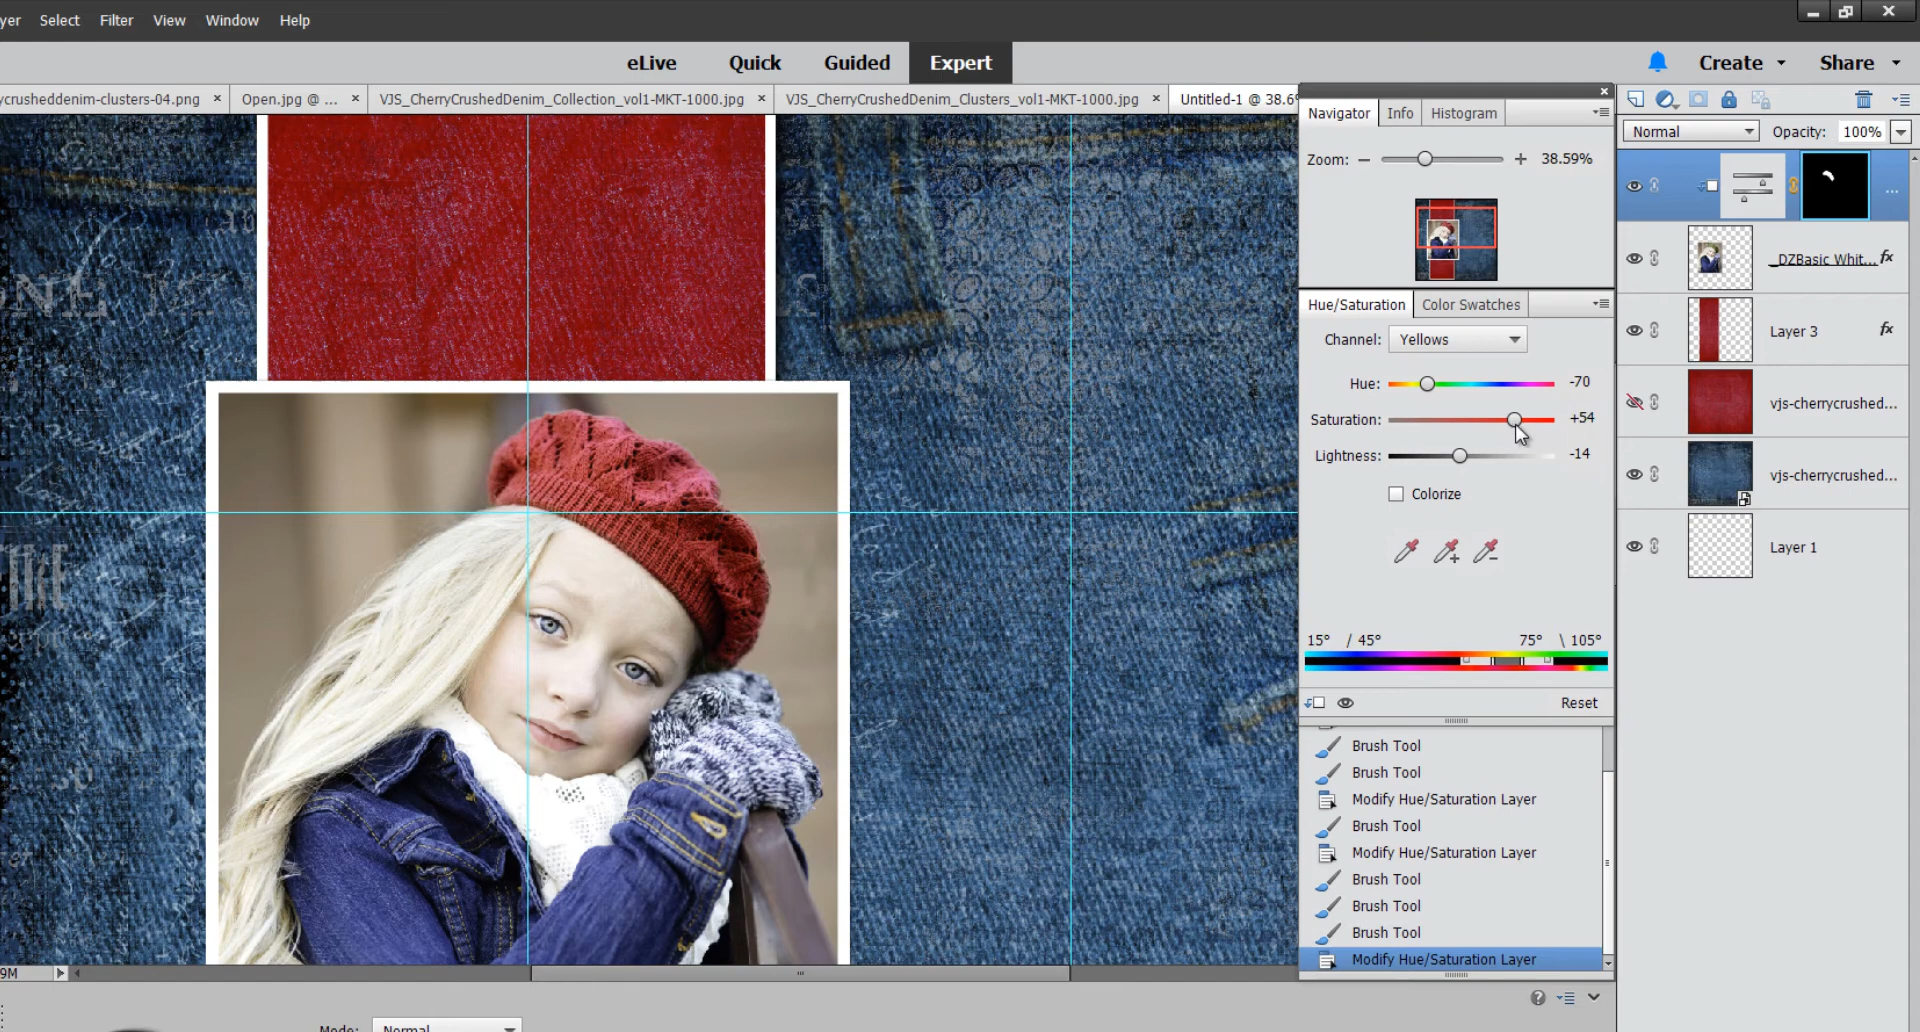 yer Select Filter View Window Help
eLive Quick Guided Expert
Create Share
ycrusheddenim-clusters-04.png × Open.jpg @ ... × VJS_CherryCrushedDenim_Collection_vol1-MKT-1000.jpg × VJS_CherryCrushedDenim_Clusters_vol1-MKT-1000.jpg × Untitled-1 @ 38.6
Navigator Info Histogram
Zoom: 38.59%
Hue/Saturation Color Swatches
Channel: Yellows
Hue: -70
Saturation: +54
Lightness: -14
Colorize
15° / 45° 75° \ 105°
Reset
Brush Tool
Brush Tool
Modify Hue/Saturation Layer
Brush Tool
Modify Hue/Saturation Layer
Brush Tool
Brush Tool
Brush Tool
Modify Hue/Saturation Layer
Normal Opacity: 100%
...
_DZBasic Whit... fx
Layer 3 fx
vjs-cherrycrushed...
vjs-cherrycrushed...
Layer 1
9M
Mode: Normal